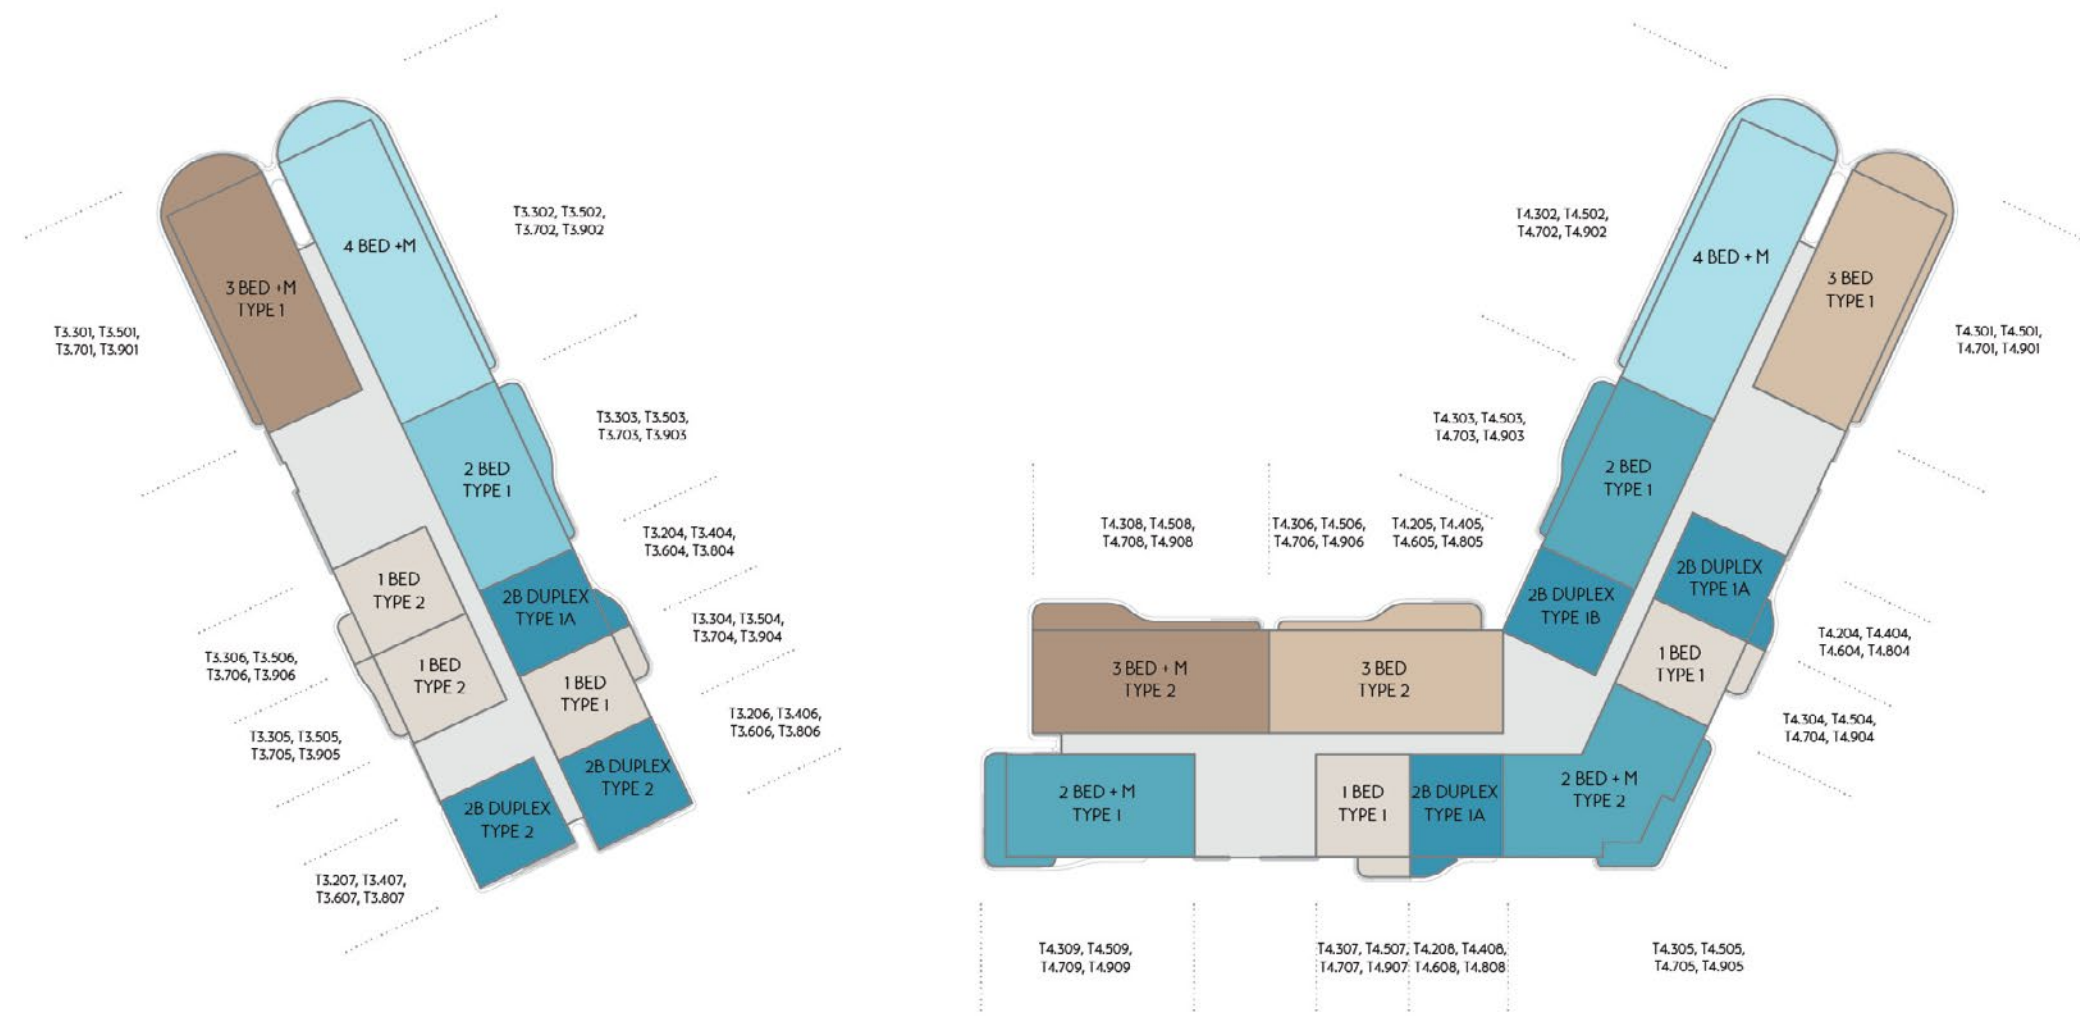 T3.302, T3.502,
T3.702, T3.902
4 BED +M
3 BED +M
TYPE 1
T3.301, T3.501,
T3.701, T3.901
T3.303, T3.503,
T3.703, T3.903
2 BED
TYPE 1
T3.204, T3.404,
T3.604, T3.804
1 BED
TYPE 2
2B DUPLEX
TYPE 1A
T3.304, T3.504,
T3.704, T3.904
T3.306, T3.506,
T3.706, T3.906
1 BED
TYPE 2
1 BED
TYPE 1
T3.206, T3.406,
T3.606, T3.806
T3.305, T3.505,
T3.705, T3.905
2B DUPLEX
TYPE 2
2B DUPLEX
TYPE 2
T3.207, T3.407,
T3.607, T3.807
T4.302, T4.502,
T4.702, T4.902
4 BED + M
3 BED
TYPE 1
T4.301, T4.501,
T4.701, T4.901
T4.303, T4.503,
T4.703, T4.903
2 BED
TYPE 1
T4.308, T4.508,
T4.708, T4.908
T4.306, T4.506,
T4.706, T4.906
T4.205, T4.405,
T4.605, T4.805
2B DUPLEX
TYPE 1A
2B DUPLEX
TYPE 1B
T4.204, T4.404,
T4.604, T4.804
3 BED + M
TYPE 2
3 BED
TYPE 2
1 BED
TYPE 1
T4.304, T4.504,
T4.704, T4.904
2 BED + M
TYPE 1
1 BED
TYPE 1
2B DUPLEX
TYPE 1A
2 BED + M
TYPE 2
T4.309, T4.509,
T4.709, T4.909
T4.307, T4.507,
T4.707, T4.907
T4.208, T4.408,
T4.608, T4.808
T4.305, T4.505,
T4.705, T4.905